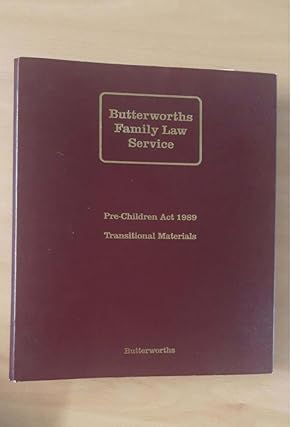 Butterworths
Family Law
Service
Pre-Children Act 1989
Transitional Materials
Butterworths